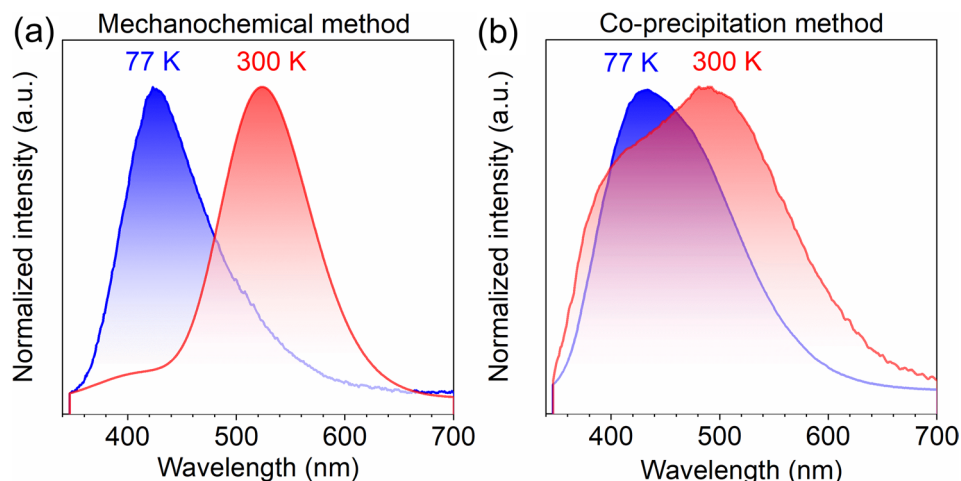 (a) Mechanochemical method
77 K 300 K
Normalized intensity (a.u.)
400 500 600 700
Wavelength (nm)
(b) Co-precipitation method
77 K 300 K
Normalized intensity (a.u.)
400 500 600 700
Wavelength (nm)